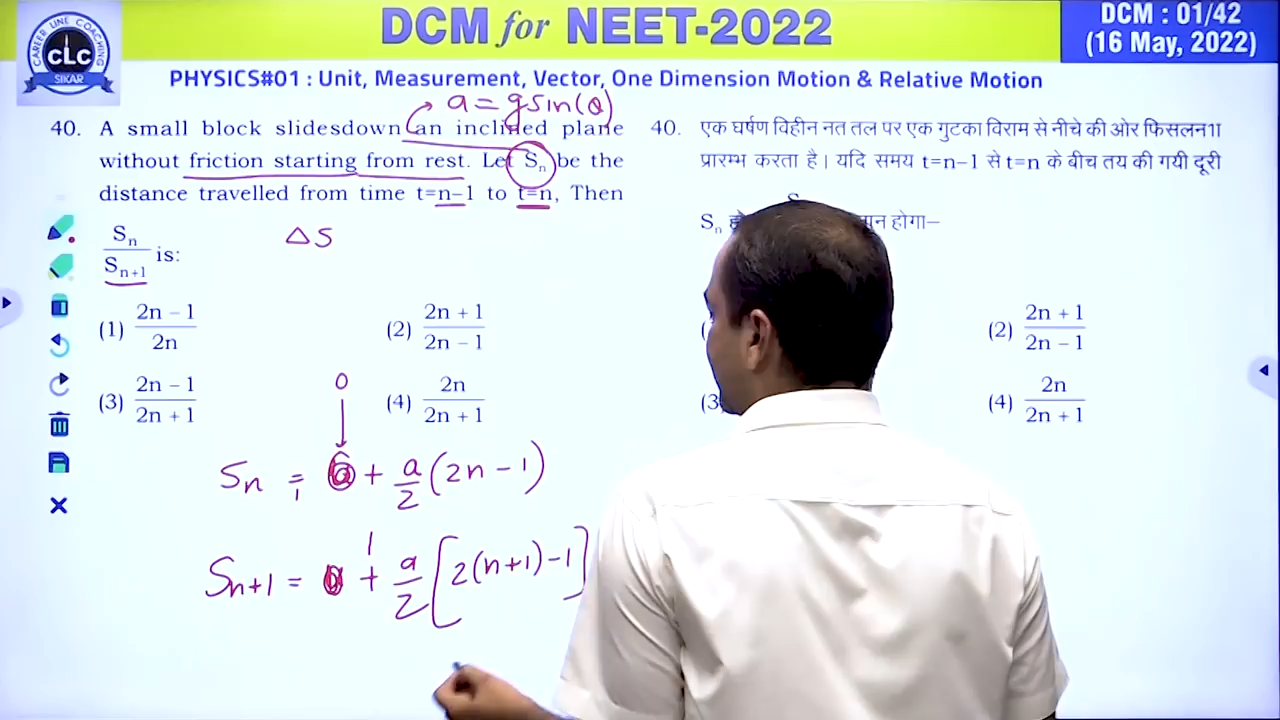 CAREER LINE COACHING
CLC
SIKAR
DCM for NEET-2022
DCM : 01/42
(16 May, 2022)
PHYSICS#01 : Unit, Measurement, Vector, One Dimension Motion & Relative Motion
a = g sin(θ)
40. A small block slidesdown an inclined plane
without friction starting from rest. Let Sn be the
distance travelled from time t=n–1 to t=n, Then
Sn
Sn+1 is:
ΔS
(1) 2n – 1
2n
(2) 2n + 1
2n – 1
(3) 2n – 1
2n + 1
(4) 2n
2n + 1
0
Sn = + a/2 (2n – 1)
Sn+1 = + a/2 [2(n+1) – 1]
40. एक घर्षण विहीन नत तल पर एक गुटका विराम से नीचे की ओर फिसलना
प्रारम्भ करता है। यदि समय t=n–1 से t=n के बीच तय की गयी दूरी
Sn होगा–
(2) 2n + 1
2n – 1
(3)
(4) 2n
2n + 1